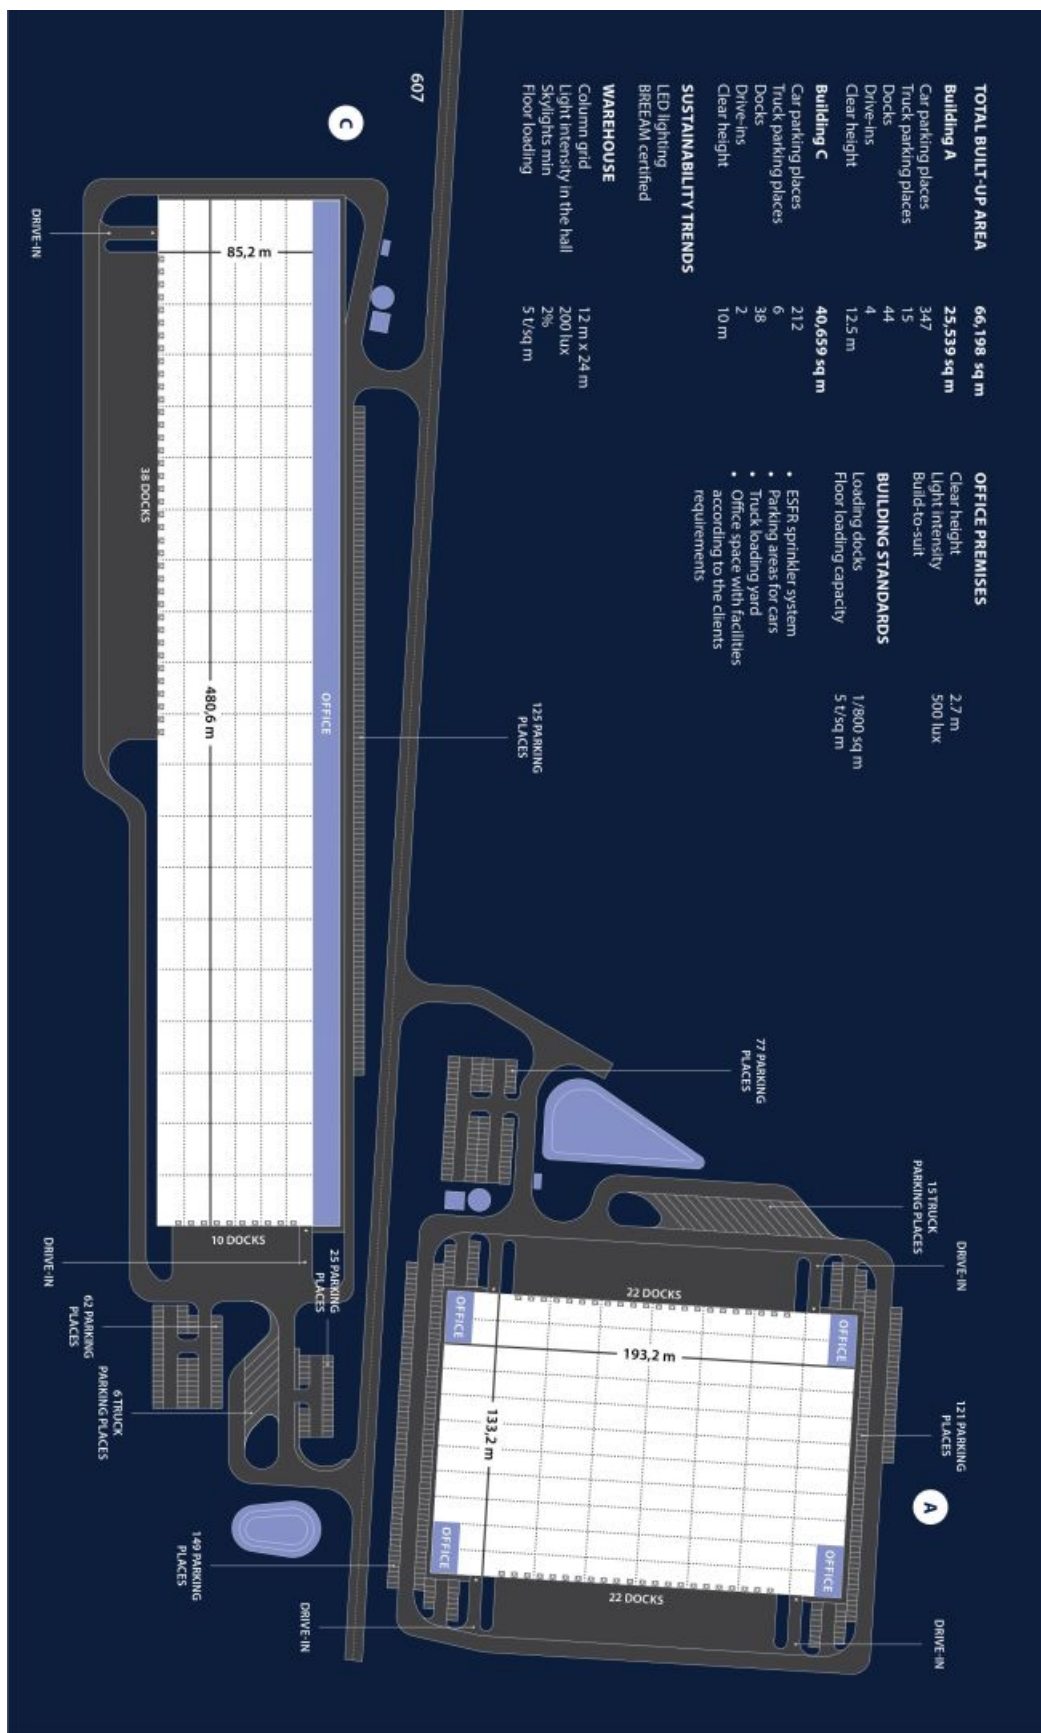 TOTAL BUILT-UP AREA 66,198 sq m
Building A 25,539 sq m
Car parking places 347
Truck parking places 15
Docks 44
Drive-ins 4
Clear height 12.5 m
Building C 40,659 sq m
Car parking places 212
Truck parking places 6
Docks 38
Drive-ins 2
Clear height 10 m
SUSTAINABILITY TRENDS
LED lighting
BREEAM certified
WAREHOUSE
Column grid 12 m x 24 m
Light intensity in the hall 200 lux
Skylights min 2%
Floor loading 5 t/sq m
OFFICE PREMISES
Clear height 2.7 m
Light intensity 500 lux
Build-to-suit
BUILDING STANDARDS
Loading docks 1/800 sq m
Floor loading capacity 5 t/sq m
• ESFR sprinkler system
• Parking areas for cars
• Truck loading yard
• Office space with facilities
according to the clients
requirements
15 TRUCK
PARKING PLACES
DRIVE-IN
121 PARKING
PLACES
A
DRIVE-IN
77 PARKING
PLACES
OFFICE
OFFICE
22 DOCKS
193,2 m
22 DOCKS
133,2 m
OFFICE
OFFICE
125 PARKING
PLACES
607
C
OFFICE
85,2 m
480,6 m
38 DOCKS
DRIVE-IN
10 DOCKS
25 PARKING
PLACES
DRIVE-IN
62 PARKING
PLACES
6 TRUCK
PARKING PLACES
149 PARKING
PLACES
DRIVE-IN